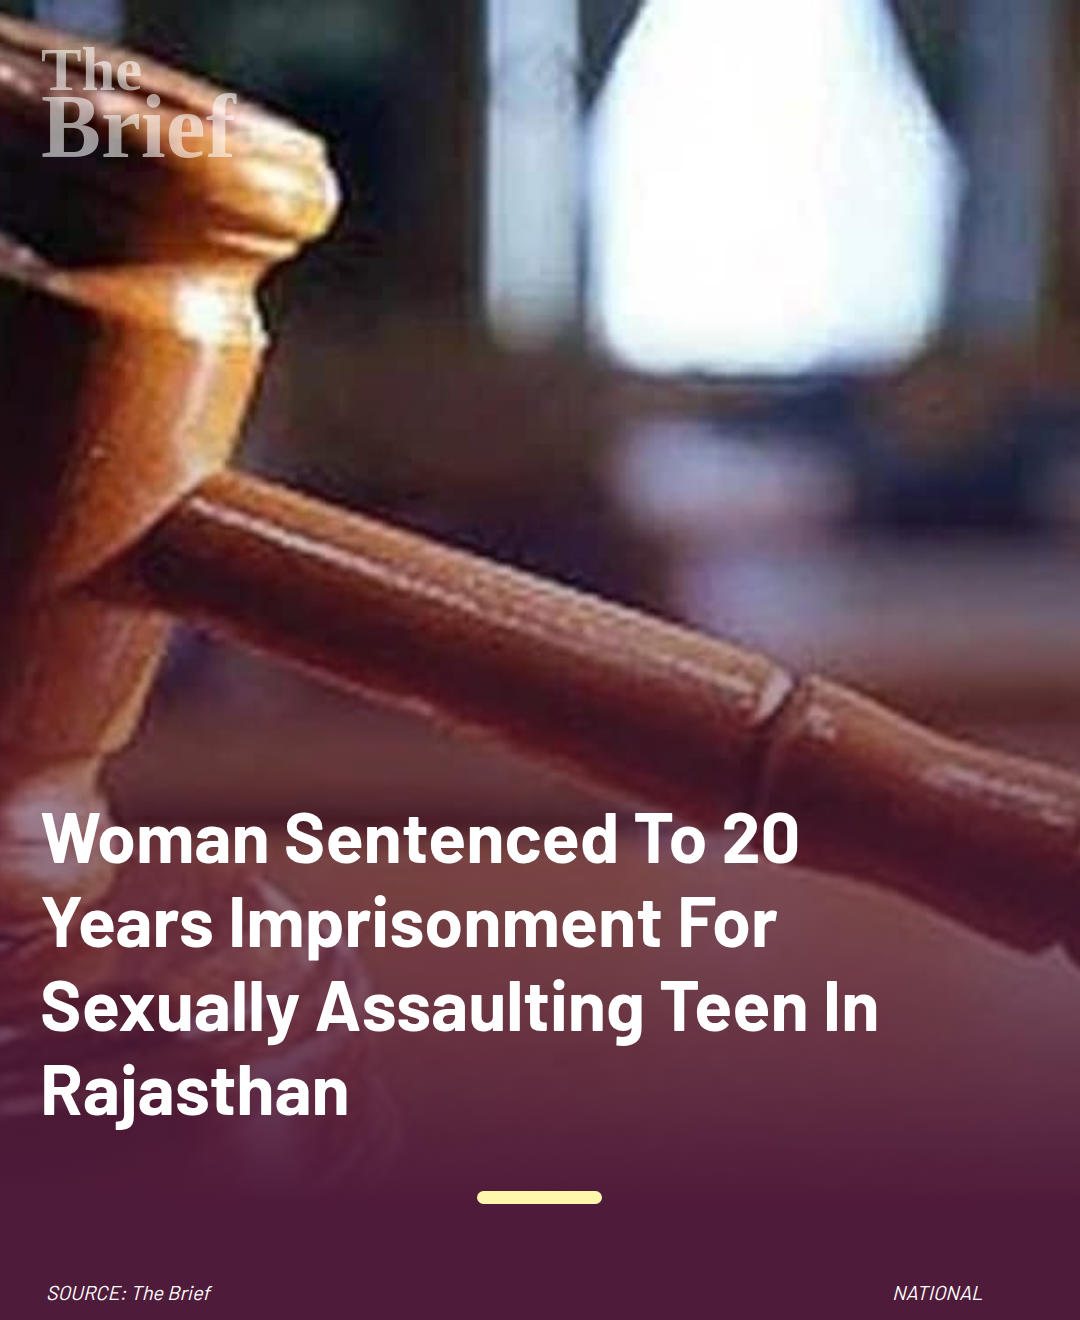 The
Brief
Woman Sentenced To 20
Years Imprisonment For
Sexually Assaulting Teen In
Rajasthan
SOURCE: The Brief
NATIONAL